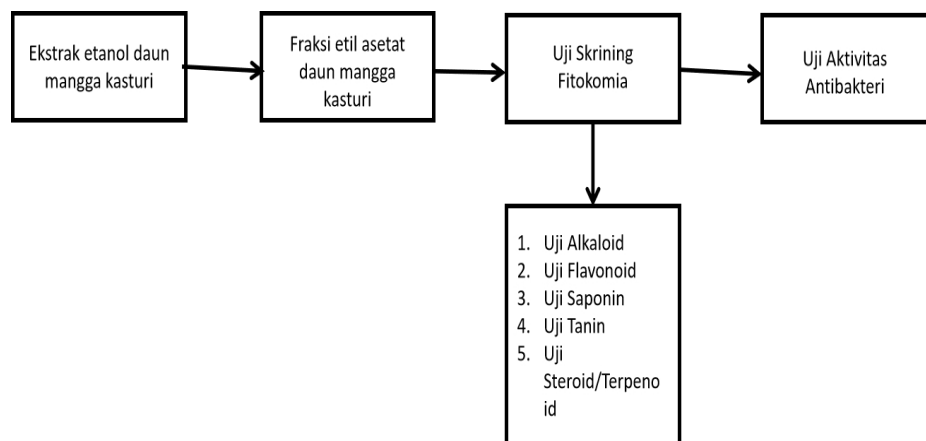 Ekstrak etanol daun
mangga kasturi
Fraksi etil asetat
daun mangga
kasturi
Uji Skrining
Fitokomia
Uji Aktivitas
Antibakteri
1. Uji Alkaloid
2. Uji Flavonoid
3. Uji Saponin
4. Uji Tanin
5. Uji
Steroid/Terpeno
id